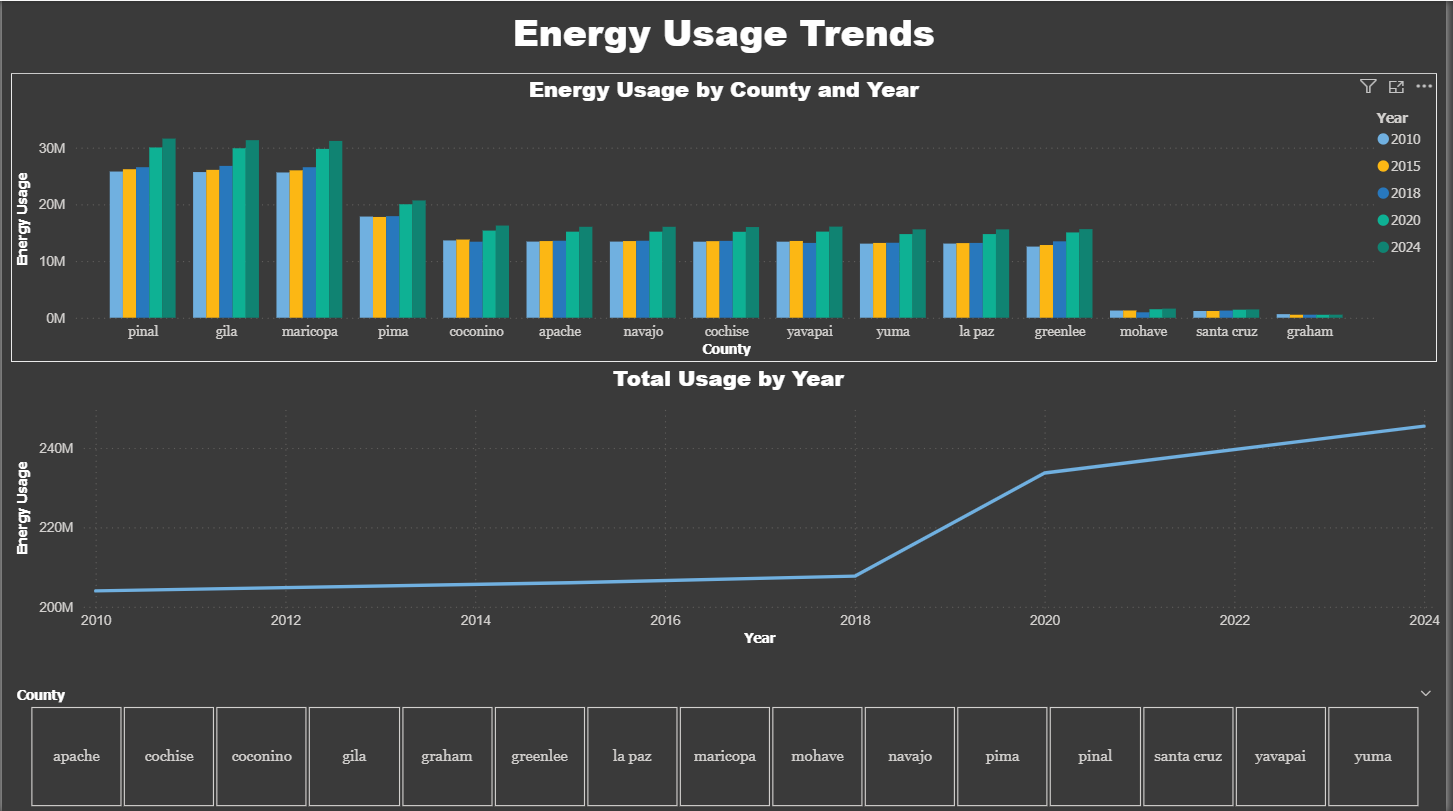 Energy Usage Trends
Energy Usage by County and Year
Year
2010
2015
2018
2020
2024
Energy Usage
30M
20M
10M
0M
pinal gila maricopa pima coconino apache navajo cochise yavapai yuma la paz greenlee mohave santa cruz graham
County
Total Usage by Year
Energy Usage
240M
220M
200M
2010 2012 2014 2016 2018 2020 2022 2024
Year
County
apache cochise coconino gila graham greenlee la paz maricopa mohave navajo pima pinal santa cruz yavapai yuma